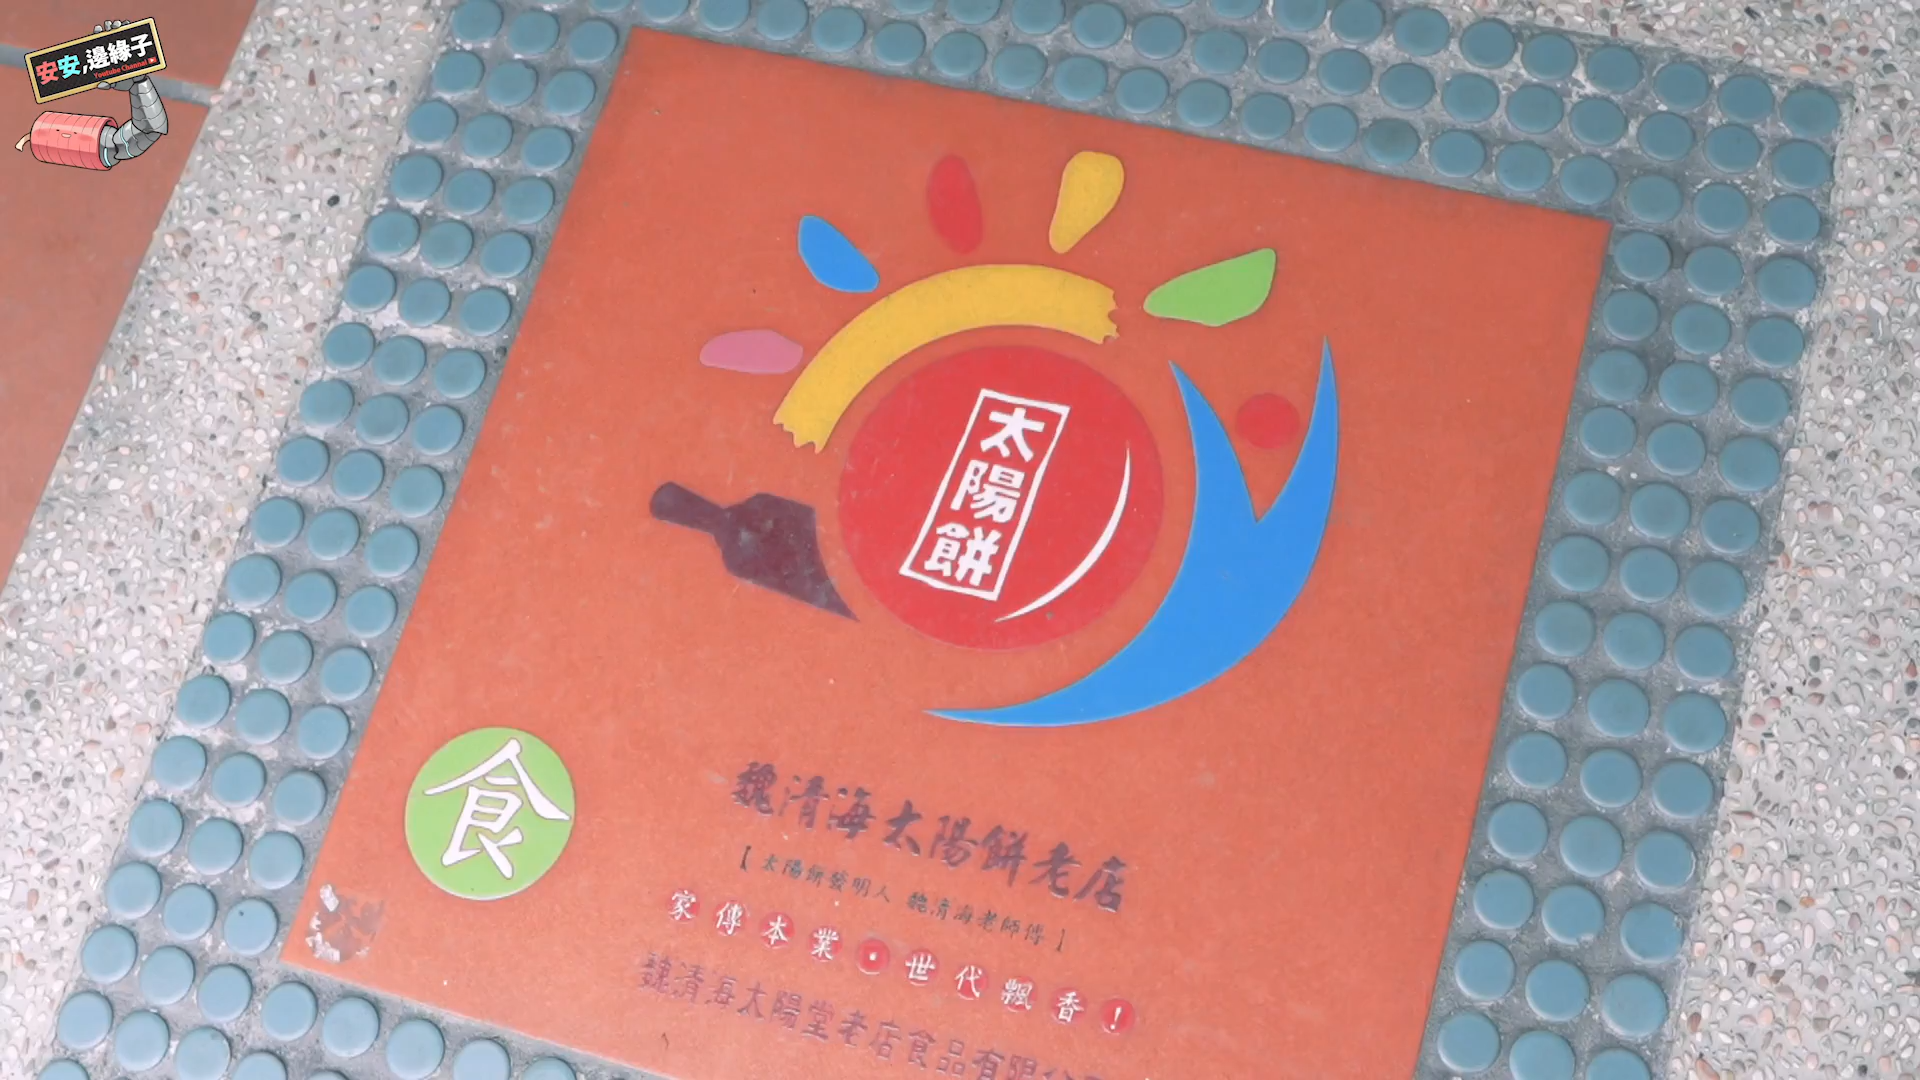 安安,邊緣子
Youtube Channel
太陽餅
食
魏清海太陽餅老店
【太陽餅發明人 魏清海老師傅】
家傳本業•世代飄香!
魏清海太陽堂老店食品有限公